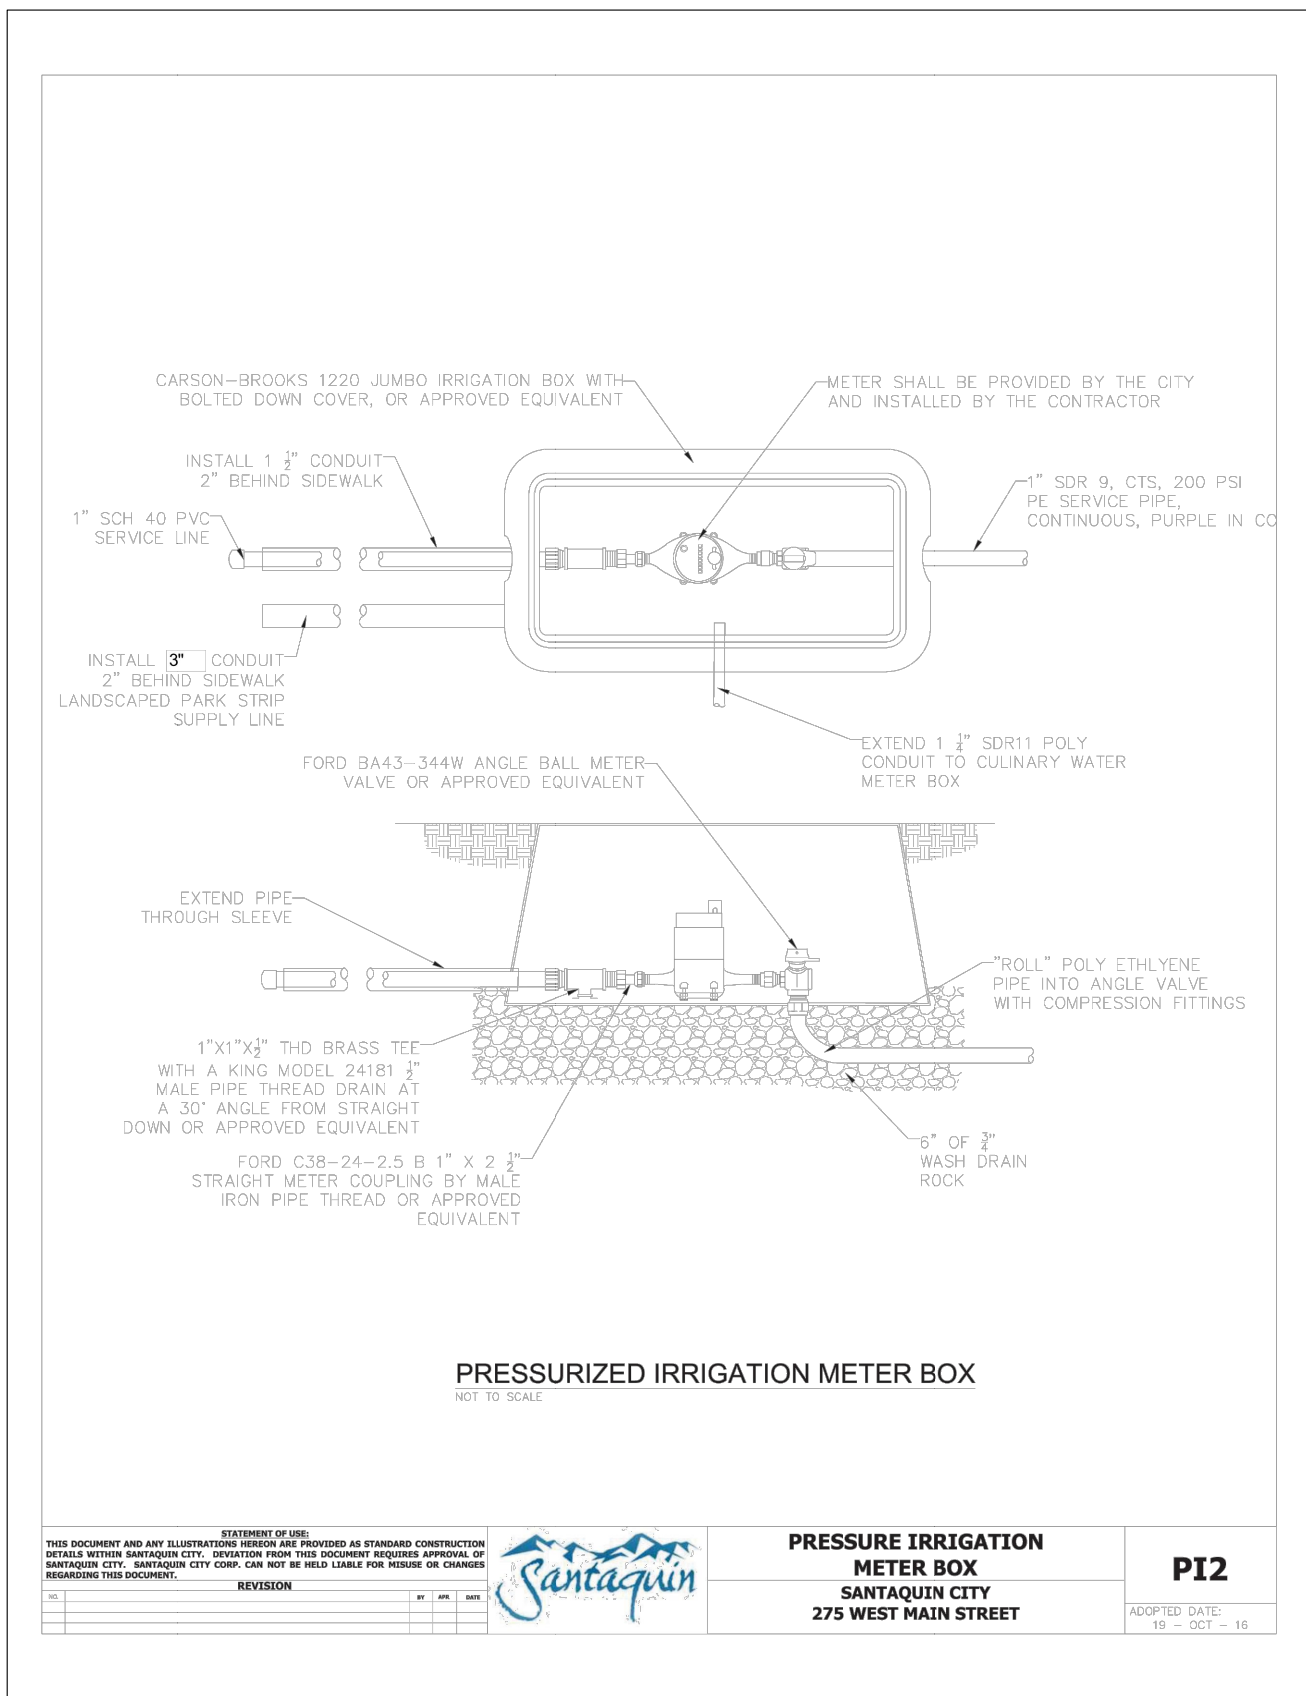 CARSON-BROOKS 1220 JUMBO IRRIGATION BOX WITH
BOLTED DOWN COVER, OR APPROVED EQUIVALENT
METER SHALL BE PROVIDED BY THE CITY
AND INSTALLED BY THE CONTRACTOR
INSTALL 1 1/2" CONDUIT
2" BEHIND SIDEWALK
1" SDR 9, CTS, 200 PSI
PE SERVICE PIPE,
CONTINUOUS, PURPLE IN CO
1" SCH 40 PVC
SERVICE LINE
INSTALL 3" CONDUIT
2" BEHIND SIDEWALK
LANDSCAPED PARK STRIP
SUPPLY LINE
EXTEND 1 1/4" SDR11 POLY
CONDUIT TO CULINARY WATER
METER BOX
FORD BA43-344W ANGLE BALL METER
VALVE OR APPROVED EQUIVALENT
EXTEND PIPE
THROUGH SLEEVE
"ROLL" POLY ETHLYENE
PIPE INTO ANGLE VALVE
WITH COMPRESSION FITTINGS
1"X1"X1/2" THD BRASS TEE
WITH A KING MODEL 24181 1/2"
MALE PIPE THREAD DRAIN AT
A 30° ANGLE FROM STRAIGHT
DOWN OR APPROVED EQUIVALENT
FORD C38-24-2.5 B 1" X 2 1/2"
STRAIGHT METER COUPLING BY MALE
IRON PIPE THREAD OR APPROVED
EQUIVALENT
6" OF 3/4"
WASH DRAIN
ROCK
PRESSURIZED IRRIGATION METER BOX
NOT TO SCALE
STATEMENT OF USE:
THIS DOCUMENT AND ANY ILLUSTRATIONS HEREON ARE PROVIDED AS STANDARD CONSTRUCTION
DETAILS WITHIN SANTAQUIN CITY. DEVIATION FROM THIS DOCUMENT REQUIRES APPROVAL OF
SANTAQUIN CITY. SANTAQUIN CITY CORP. CAN NOT BE HELD LIABLE FOR MISUSE OR CHANGES
REGARDING THIS DOCUMENT.
REVISION
NO. BY APR. DATE
Santaquin
PRESSURE IRRIGATION
METER BOX
SANTAQUIN CITY
275 WEST MAIN STREET
PI2
ADOPTED DATE:
19 - OCT - 16